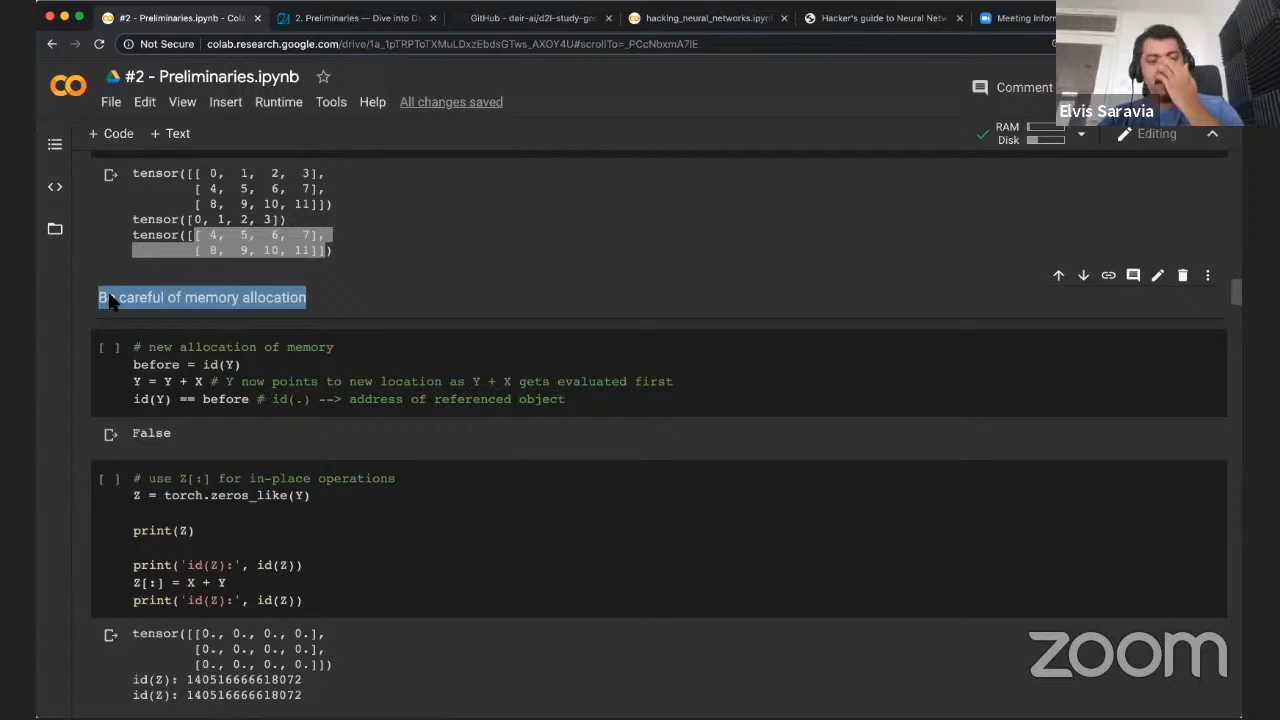 #2 - Preliminaries.ipynb - Cola
2. Preliminaries — Dive into D
GitHub - dair-ai/d2l-study-gro
hacking_neural_networks.ipyn
Hacker's guide to Neural Netw
Meeting Infor
Not Secure
colab.research.google.com/drive/1a_1pTRPToTXMuLDxzEbdsGTws_AXOY4U#scrollTo=_PCcNbxmA7lE
#2 - Preliminaries.ipynb
Comment
File Edit View Insert Runtime Tools Help All changes saved
Elvis Saravia
+ Code + Text
RAM
Disk
Editing
tensor([[ 0, 1, 2, 3],
[ 4, 5, 6, 7],
[ 8, 9, 10, 11]])
tensor([0, 1, 2, 3])
tensor([[ 4, 5, 6, 7],
[ 8, 9, 10, 11]])
Be careful of memory allocation
[ ] # new allocation of memory
before = id(Y)
Y = Y + X # Y now points to new location as Y + X gets evaluated first
id(Y) == before # id(.) --> address of referenced object
False
[ ] # use Z[:] for in-place operations
Z = torch.zeros_like(Y)
print(Z)
print('id(Z):', id(Z))
Z[:] = X + Y
print('id(Z):', id(Z))
tensor([[0., 0., 0., 0.],
[0., 0., 0., 0.],
[0., 0., 0., 0.]])
id(Z): 140516666618072
id(Z): 140516666618072
zoom